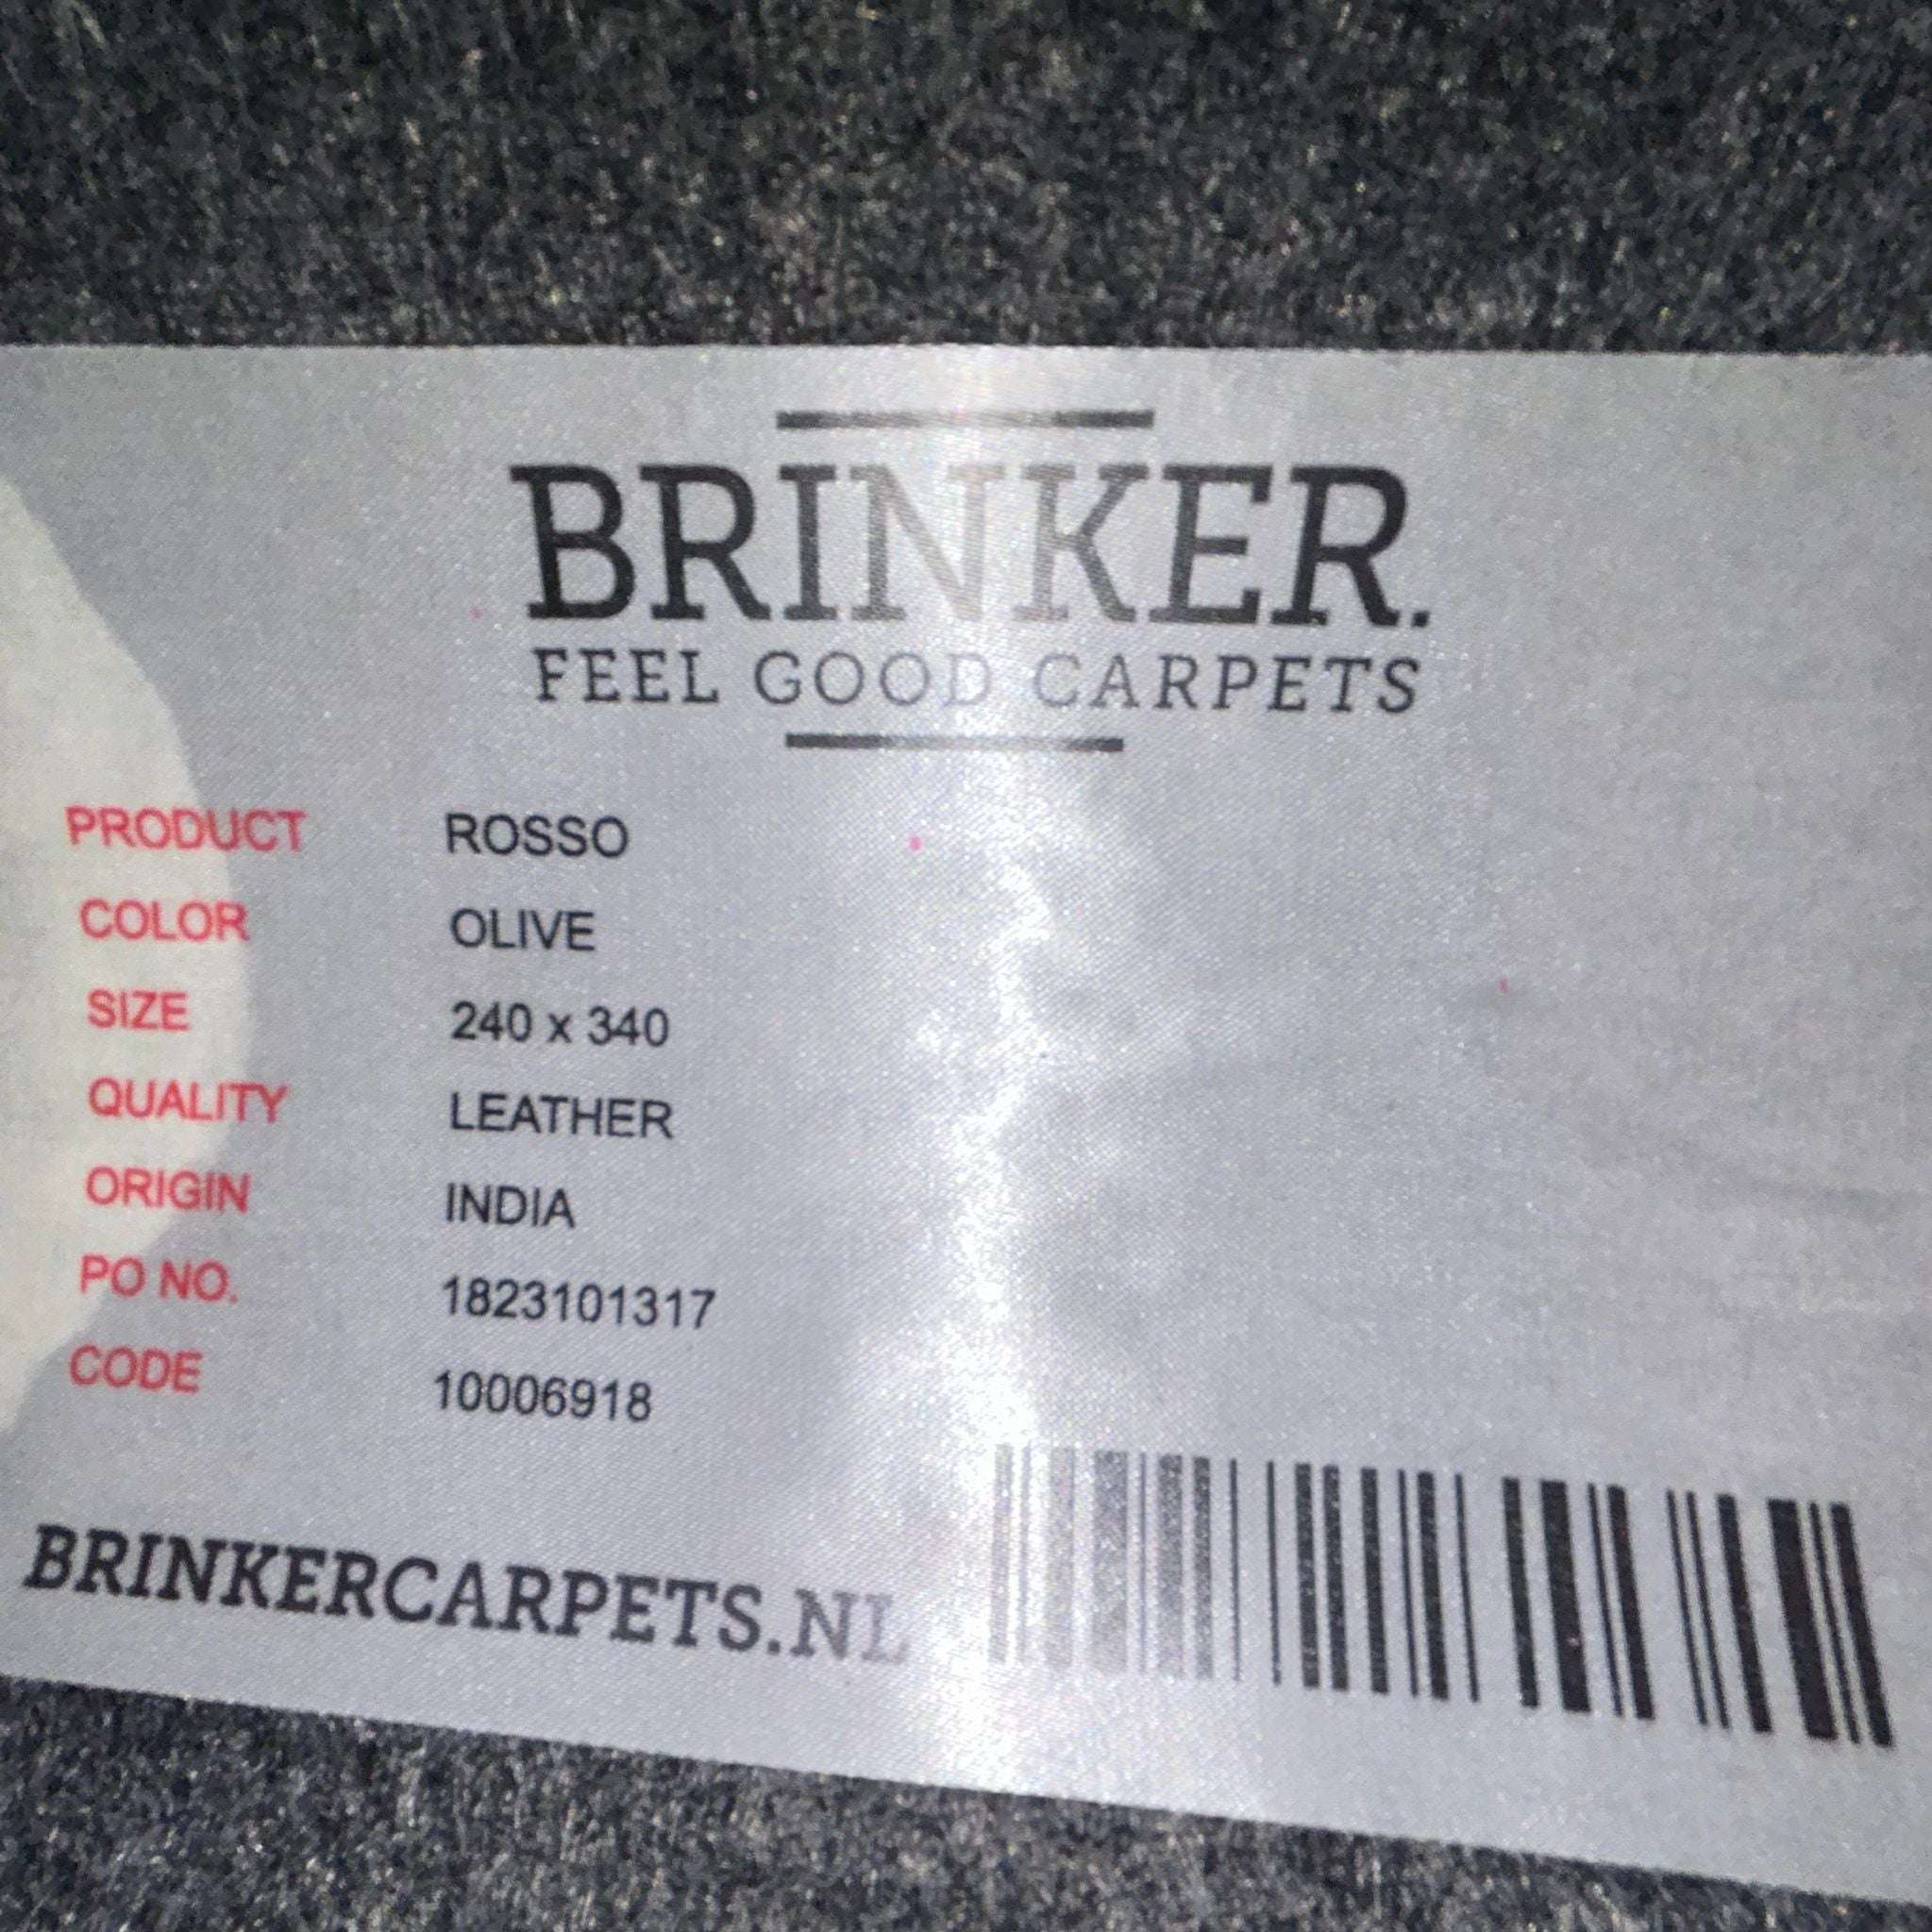 BRINKER.
FEEL GOOD CARPETS
PRODUCT ROSSO
COLOR OLIVE
SIZE 240 x 340
QUALITY LEATHER
ORIGIN INDIA
PO NO. 1823101317
CODE 10006918
BRINKERCARPETS.NL